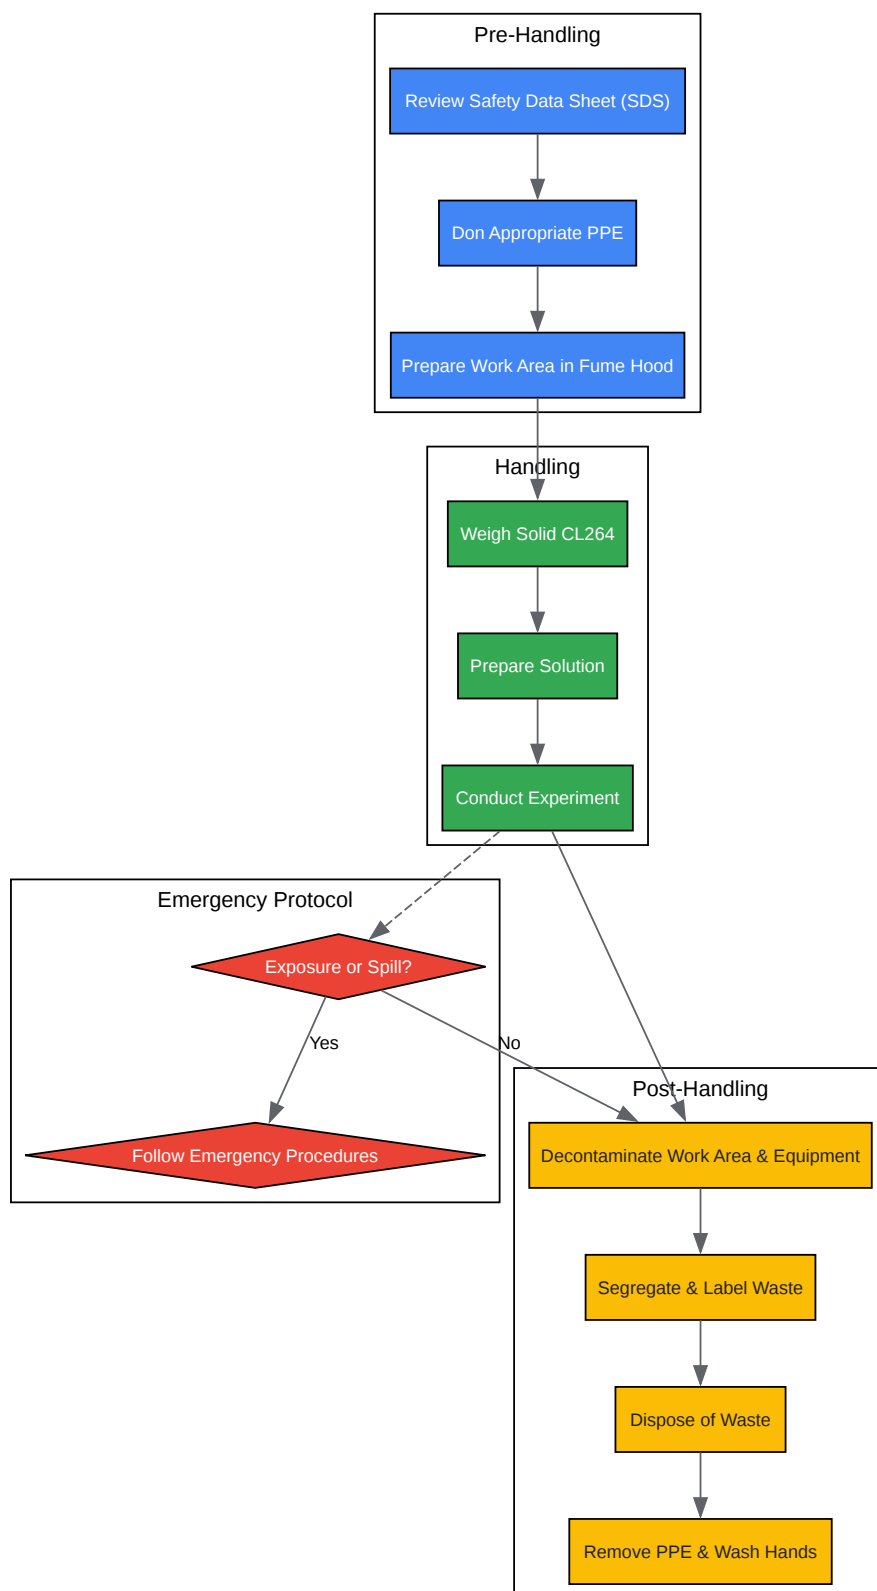 Pre-Handling
Review Safety Data Sheet (SDS)
Don Appropriate PPE
Prepare Work Area in Fume Hood
Handling
Weigh Solid CL264
Prepare Solution
Conduct Experiment
Emergency Protocol
Exposure or Spill?
Yes
No
Follow Emergency Procedures
Post-Handling
Decontaminate Work Area & Equipment
Segregate & Label Waste
Dispose of Waste
Remove PPE & Wash Hands